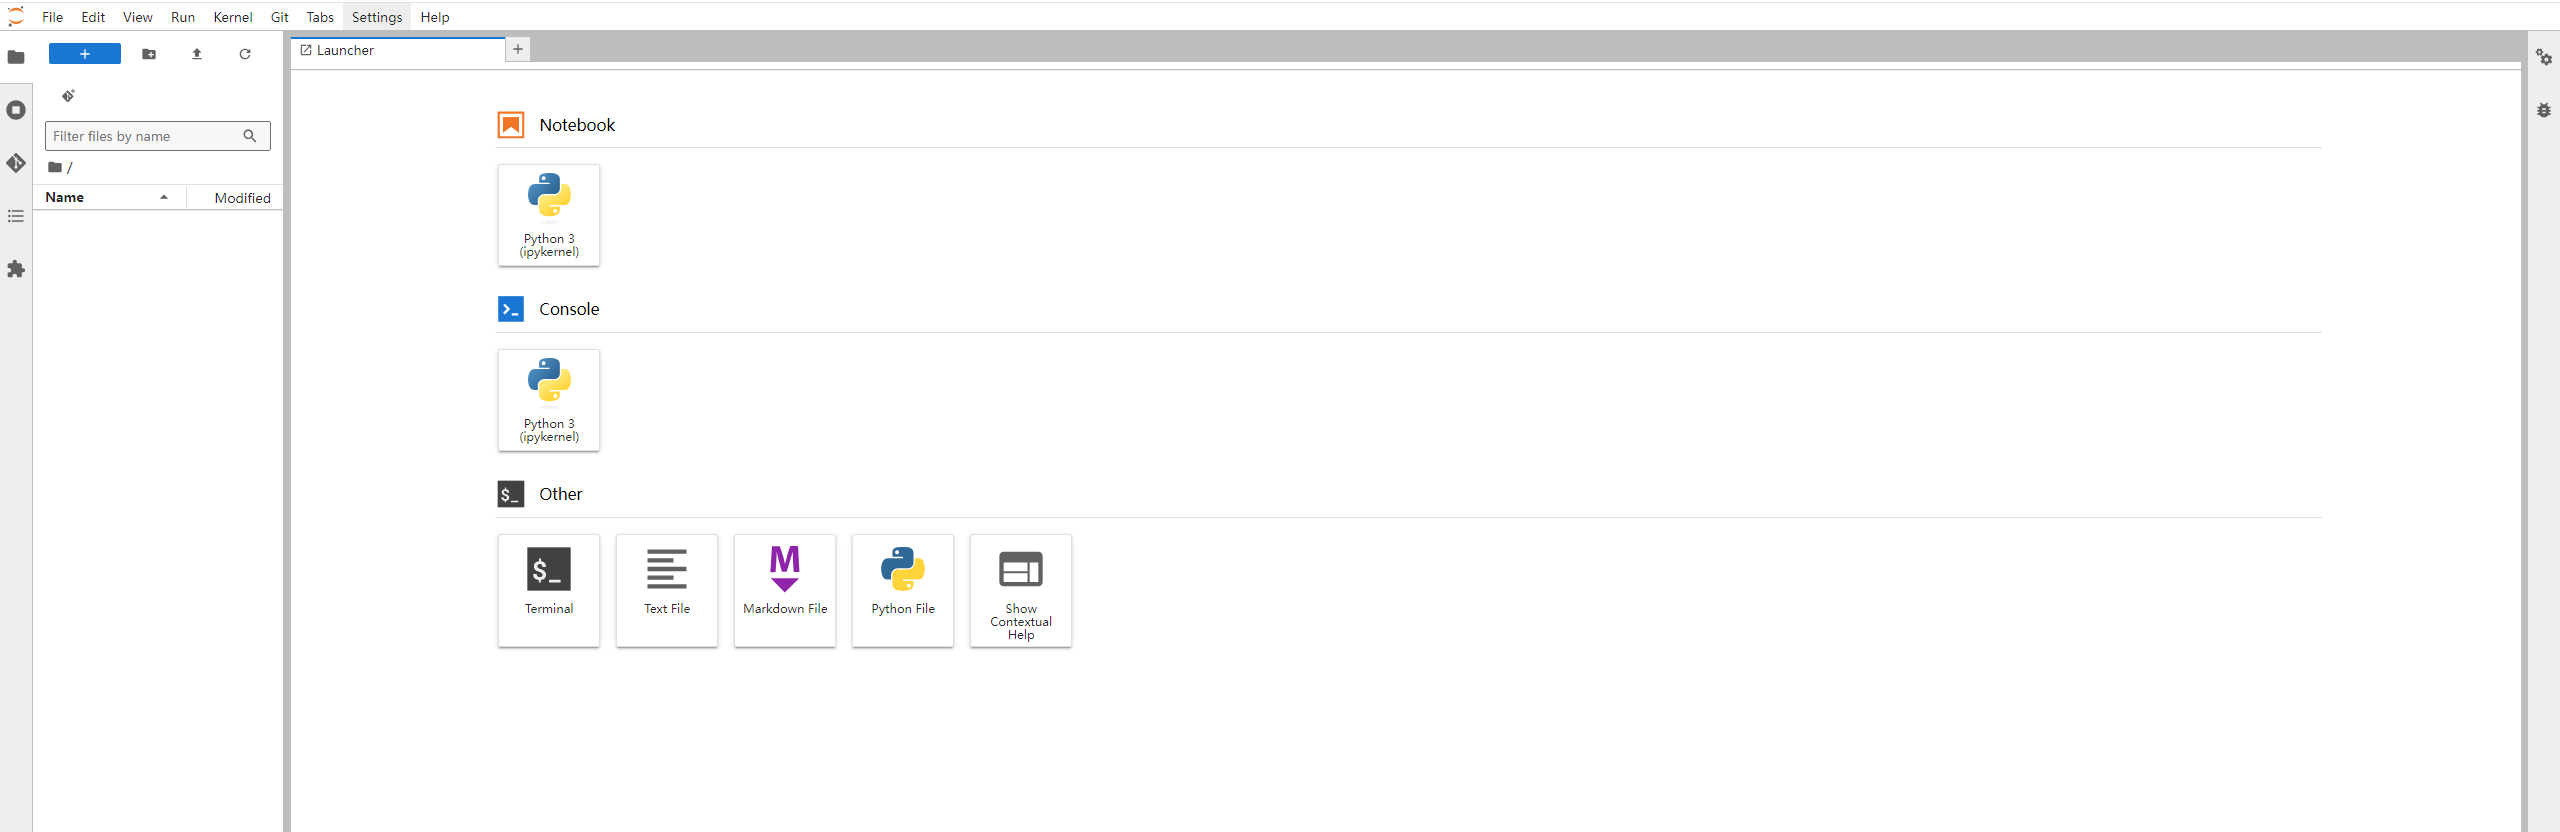 File Edit View Run Kernel Git Tabs Settings Help
Launcher
Filter files by name
/
Name Modified
Notebook
Python 3
(ipykernel)
Console
Python 3
(ipykernel)
$_ Other
$_
Terminal
Text File
M
Markdown File
Python File
Show
Contextual
Help